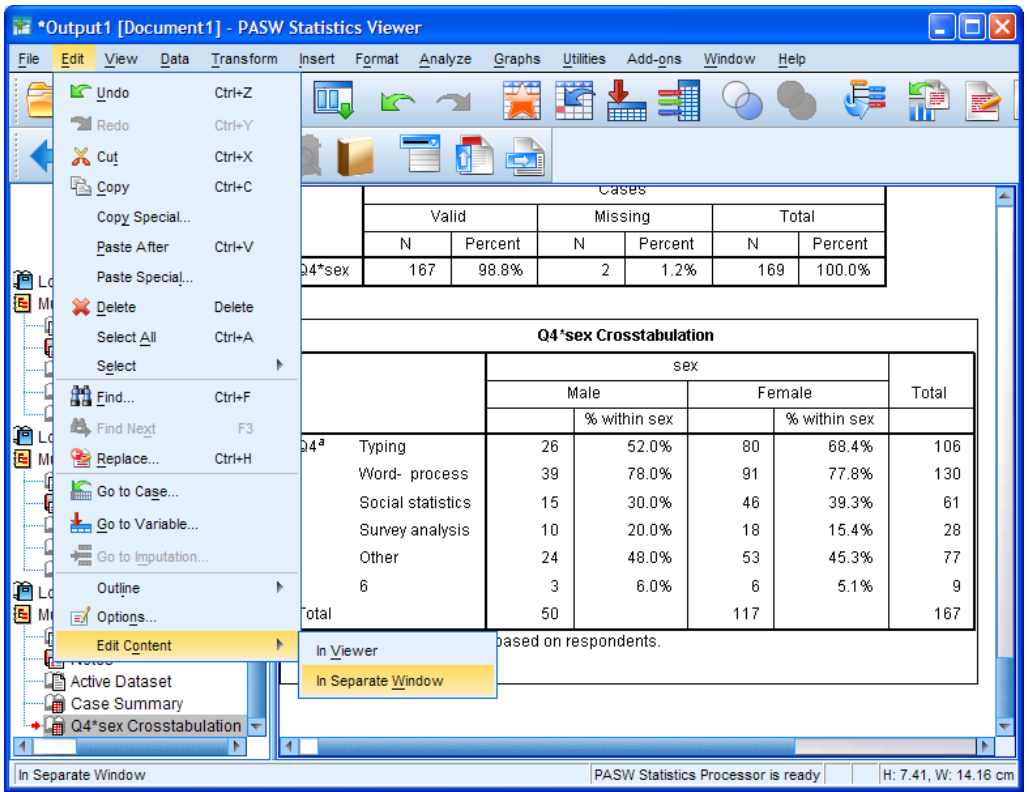 *Output1 [Document1] - PASW Statistics Viewer
File Edit View Data Transform Insert Format Analyze Graphs Utilities Add-ons Window Help
Undo Ctrl+Z
Redo Ctrl+Y
Cut Ctrl+X
Copy Ctrl+C
Copy Special...
Paste After Ctrl+V
Paste Special...
Delete Delete
Select All Ctrl+A
Select
Find... Ctrl+F
Find Next F3
Replace... Ctrl+H
Go to Case...
Go to Variable...
Go to Imputation...
Outline
Options...
Edit Content
In Viewer
In Separate Window
Active Dataset
Case Summary
Q4*sex Crosstabulation
Cases
Valid Missing Total
N Percent N Percent N Percent
Q4*sex 167 98.8% 2 1.2% 169 100.0%
Q4*sex Crosstabulation
sex
Male Female Total
% within sex % within sex
Q4a Typing 26 52.0% 80 68.4% 106
Word- process 39 78.0% 91 77.8% 130
Social statistics 15 30.0% 46 39.3% 61
Survey analysis 10 20.0% 18 15.4% 28
Other 24 48.0% 53 45.3% 77
6 3 6.0% 6 5.1% 9
Total 50 117 167
based on respondents.
In Separate Window PASW Statistics Processor is ready H: 7.41, W: 14.16 cm